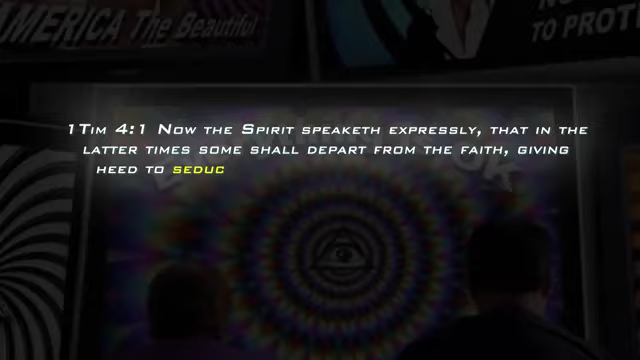 AMERICA The Beautiful
TO PROT
1Tim 4:1 Now the Spirit speaketh expressly, that in the
latter times some shall depart from the faith, giving
heed to seduc